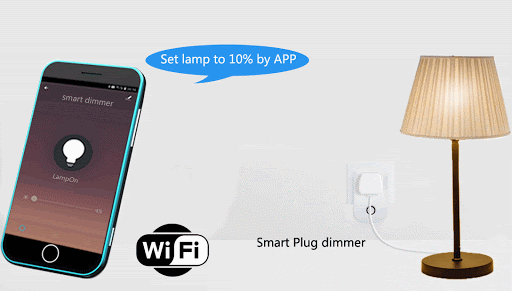 Set lamp to 10% by APP
smart dimmer
LampOn
WiFi
Smart Plug dimmer